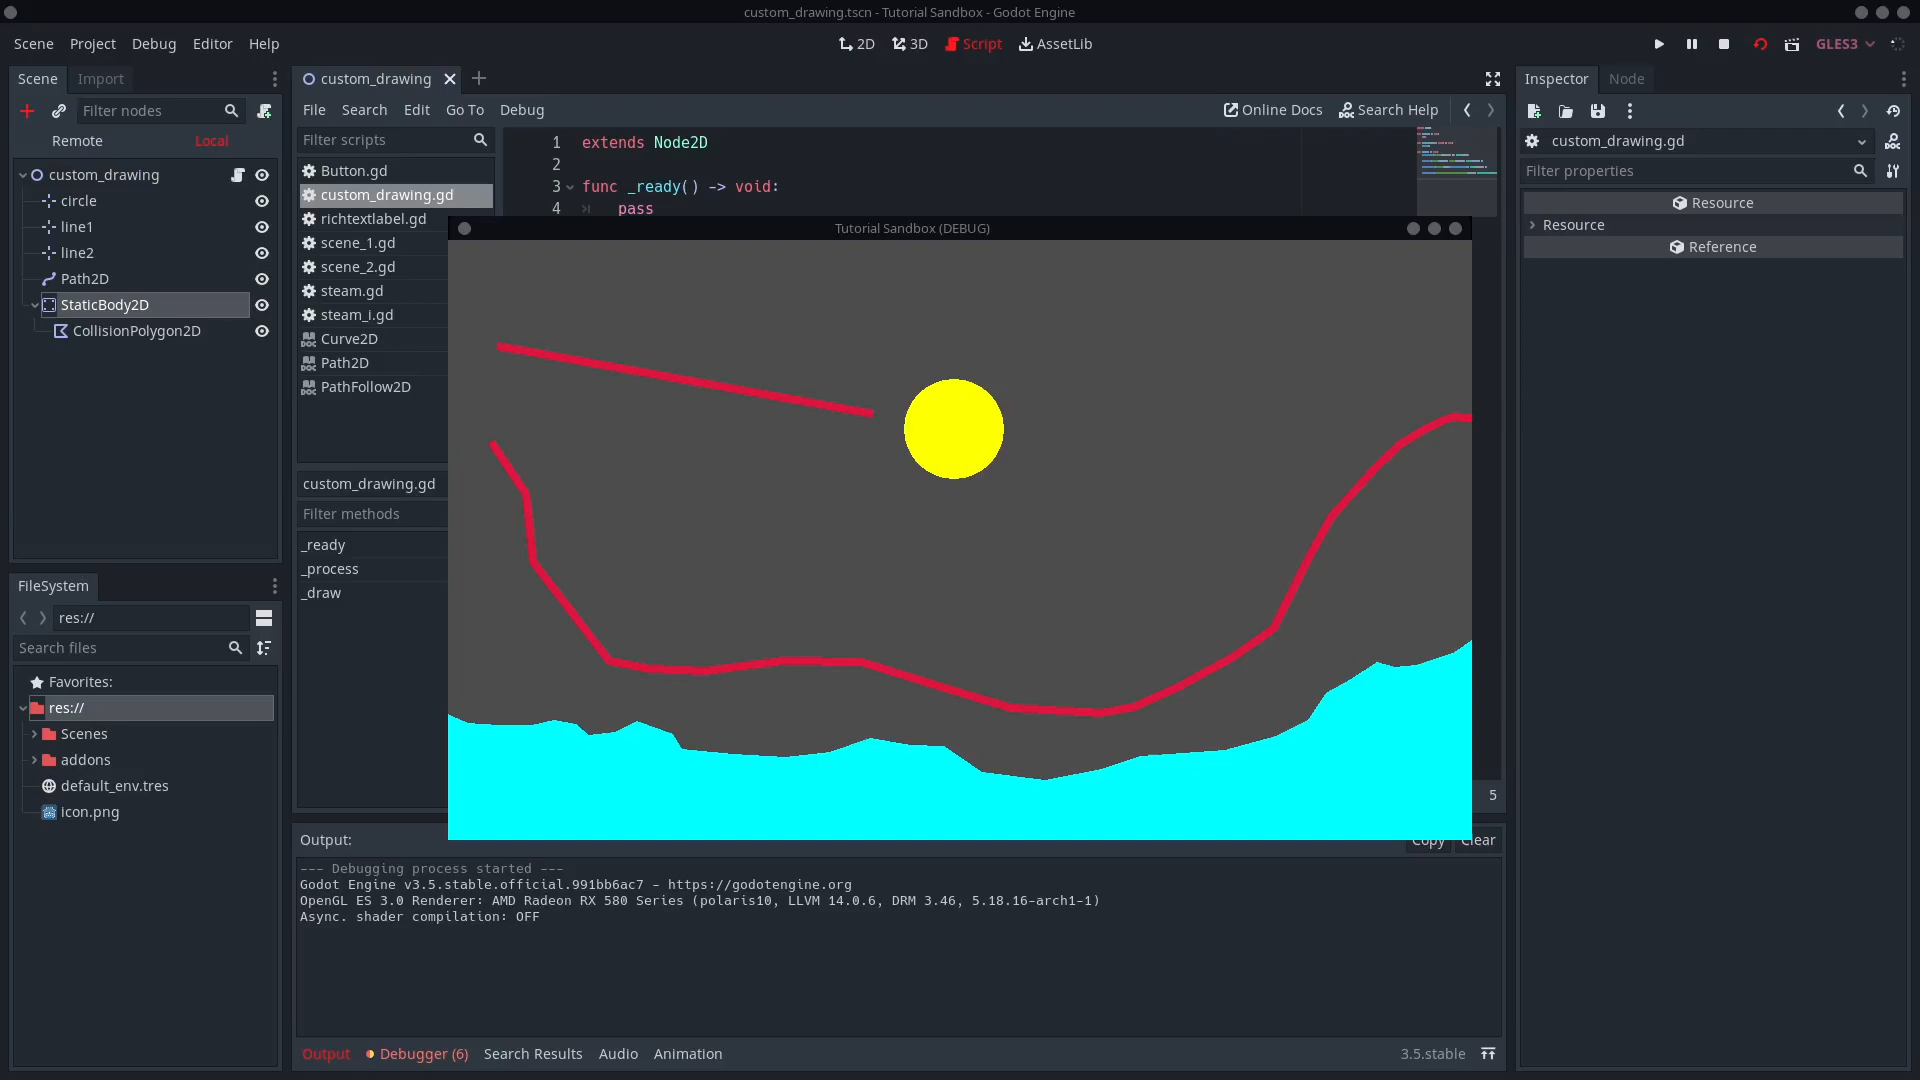 custom_drawing.tscn - Tutorial Sandbox - Godot Engine
Scene Project Debug Editor Help
2D 3D Script AssetLib
GLES3
Scene Import
Filter nodes
Remote Local
custom_drawing
circle
line1
line2
Path2D
StaticBody2D
CollisionPolygon2D
FileSystem
res://
Search files
Favorites:
res://
Scenes
addons
default_env.tres
icon.png
custom_drawing
File Search Edit Go To Debug
Online Docs Search Help
Filter scripts
Button.gd
custom_drawing.gd
richtextlabel.gd
scene_1.gd
scene_2.gd
steam.gd
steam_i.gd
Curve2D
Path2D
PathFollow2D
custom_drawing.gd
Filter methods
_ready
_process
_draw
1 extends Node2D
2
3 func _ready() -> void:
4 pass
Tutorial Sandbox (DEBUG)
5
Output:
Copy Clear
--- Debugging process started ---
Godot Engine v3.5.stable.official.991bb6ac7 - https://godotengine.org
OpenGL ES 3.0 Renderer: AMD Radeon RX 580 Series (polaris10, LLVM 14.0.6, DRM 3.46, 5.18.16-arch1-1)
Async. shader compilation: OFF
Output Debugger (6) Search Results Audio Animation
3.5.stable
Inspector Node
custom_drawing.gd
Filter properties
Resource
Resource
Reference